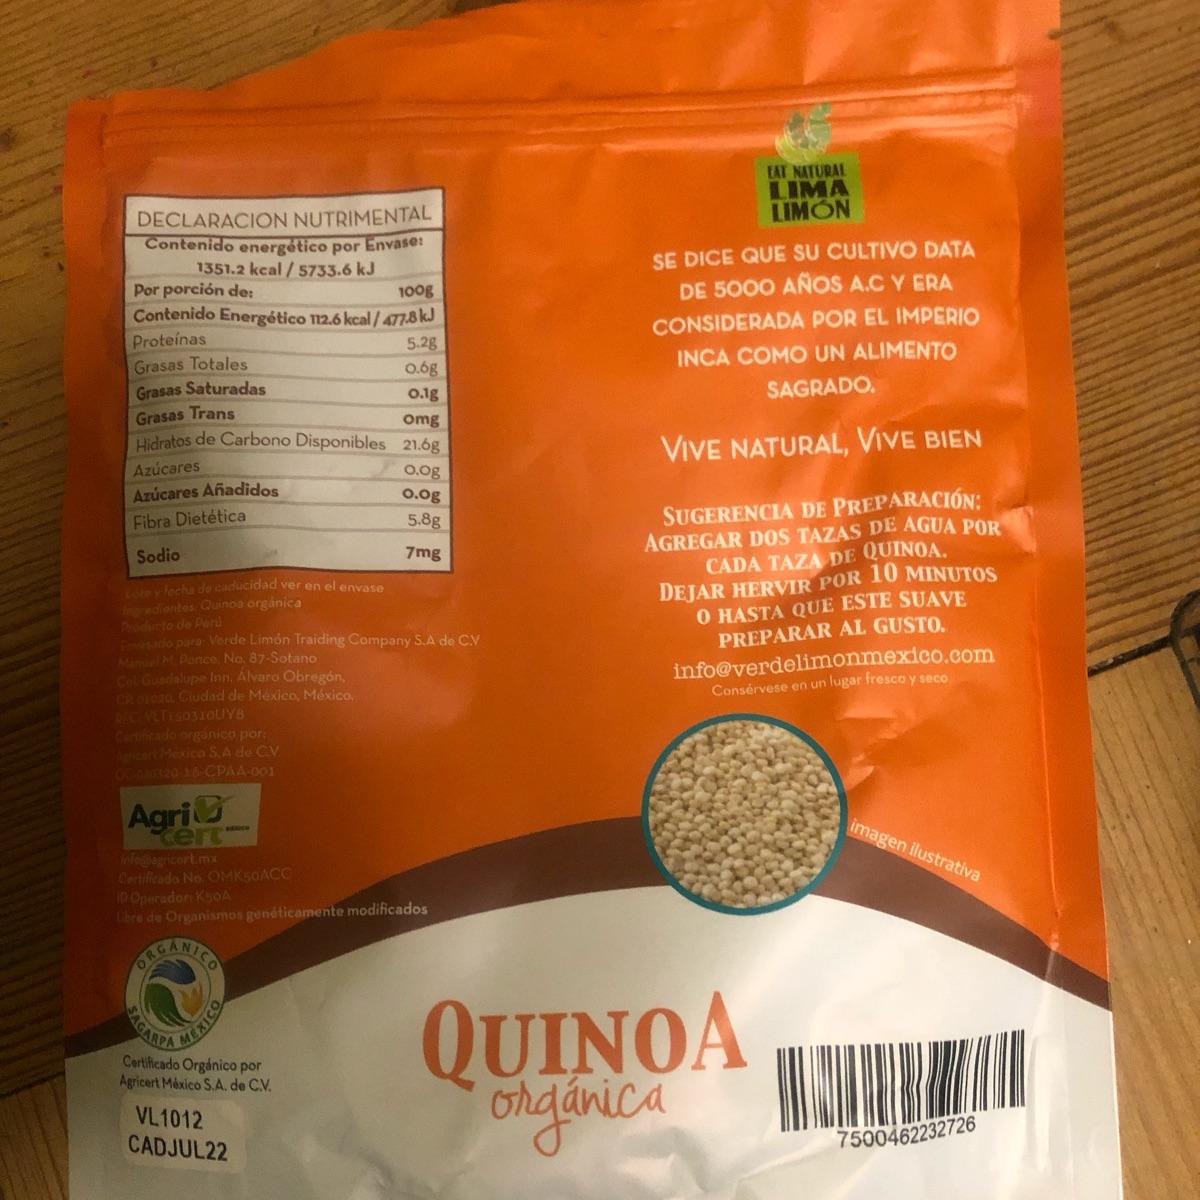 DECLARACION NUTRIMENTAL
Contenido energético por Envase:
1351.2 kcal / 5733.6 kJ
Por porción de: 100g
Contenido Energético 112.6 kcal / 477.8 kJ
Proteínas 5.2g
Grasas Totales 0.6g
Grasas Saturadas 0.1g
Grasas Trans 0mg
Hidratos de Carbono Disponibles 21.6g
Azúcares 0.0g
Azúcares Añadidos 0.0g
Fibra Dietética 5.8g
Sodio 7mg
Lote y fecha de caducidad ver en el envase
Ingredientes: Quinoa orgánica
Producto de Perú
para: Verde Limón Traiding Company S.A de C.V
Manuel M. Ponce. No. 87-Sotano
Col. Guadalupe Inn, Álvaro Obregón,
Ciudad de México, México.
Certificado orgánico por:
Agricert México S.A de C.V
Agri
cert
MÉXICO
info@agricert.mx
Certificado No. OMK50ACC
ID Operador: K50A
Libre de Organismos genéticamente modificados
ORGÁNICO
SAGARPA MÉXICO
Certificado Orgánico por
Agricert México S.A. de C.V.
VL1012
CADJUL22
EAT NATURAL
LIMA
LIMÓN
SE DICE QUE SU CULTIVO DATA
DE 5000 AÑOS A.C Y ERA
CONSIDERADA POR EL IMPERIO
INCA COMO UN ALIMENTO
SAGRADO.
VIVE NATURAL, VIVE BIEN
SUGERENCIA DE PREPARACIÓN:
AGREGAR DOS TAZAS DE AGUA POR
CADA TAZA DE QUINOA.
DEJAR HERVIR POR 10 MINUTOS
O HASTA QUE ESTE SUAVE
PREPARAR AL GUSTO.
info@verdelimonmexico.com
Consérvese en un lugar fresco y seco
imagen ilustrativa
QUINOA
orgánica
7500462232726